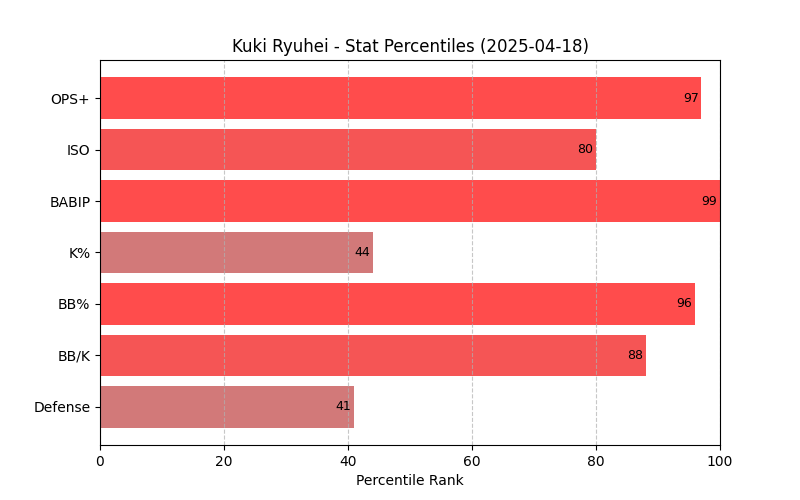 Kuki Ryuhei - Stat Percentiles (2025-04-18)
OPS+ 97
ISO 80
BABIP 99
K% 44
BB% 96
BB/K 88
Defense 41
0 20 40 60 80 100
Percentile Rank